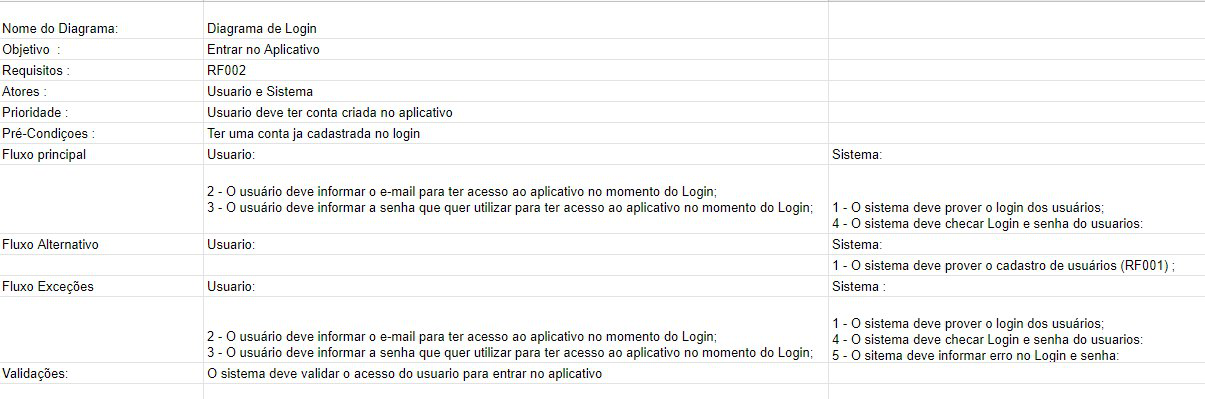 Nome do Diagrama: Diagrama de Login
Objetivo : Entrar no Aplicativo
Requisitos : RF002
Atores : Usuario e Sistema
Prioridade : Usuario deve ter conta criada no aplicativo
Pré-Condiçoes : Ter uma conta ja cadastrada no login
Fluxo principal Usuario: Sistema:
2 - O usuário deve informar o e-mail para ter acesso ao aplicativo no momento do Login;
3 - O usuário deve informar a senha que quer utilizar para ter acesso ao aplicativo no momento do Login;
1 - O sistema deve prover o login dos usuários;
4 - O sistema deve checar Login e senha do usuarios:
Fluxo Alternativo Usuario: Sistema:
1 - O sistema deve prover o cadastro de usuários (RF001) ;
Fluxo Exceções Usuario: Sistema :
2 - O usuário deve informar o e-mail para ter acesso ao aplicativo no momento do Login;
3 - O usuário deve informar a senha que quer utilizar para ter acesso ao aplicativo no momento do Login;
1 - O sistema deve prover o login dos usuários;
4 - O sistema deve checar Login e senha do usuarios:
5 - O sitema deve informar erro no Login e senha:
Validações: O sistema deve validar o acesso do usuario para entrar no aplicativo